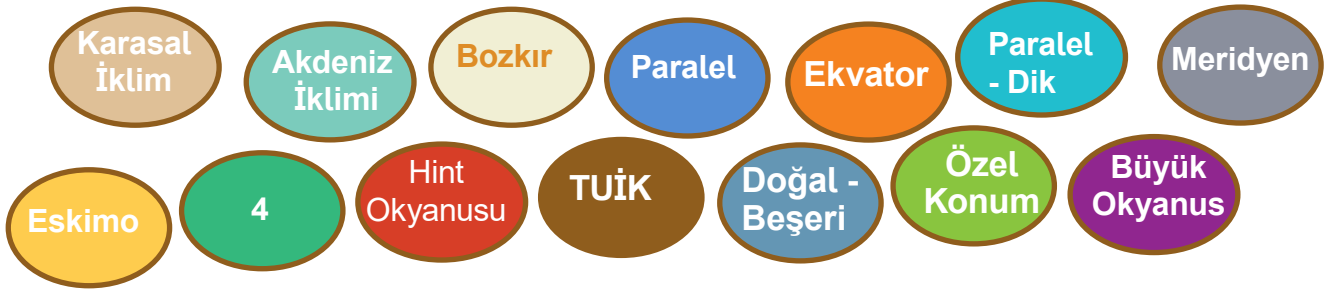 Karasal
İklim
Akdeniz
İklimi
Bozkır
Paralel
Ekvator
Paralel
- Dik
Meridyen
Eskimo
4
Hint
Okyanusu
TUİK
Doğal -
Beşeri
Özel
Konum
Büyük
Okyanus